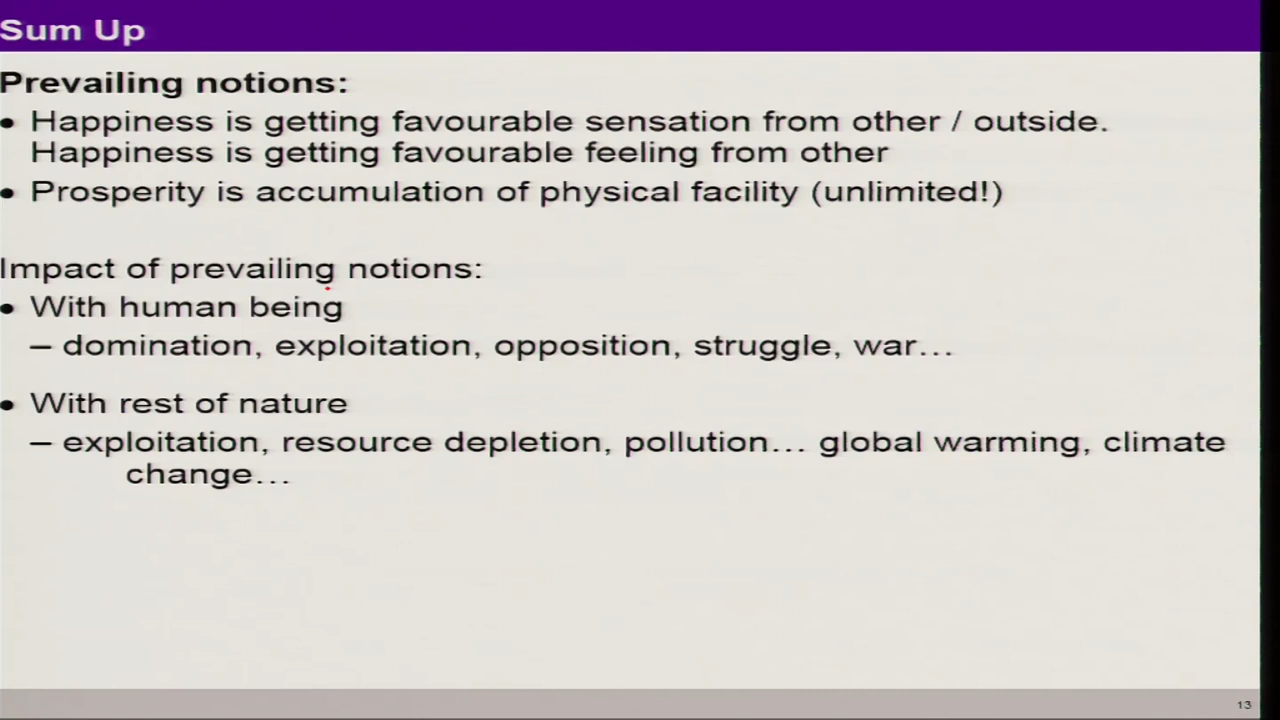 Sum Up
Prevailing notions:
• Happiness is getting favourable sensation from other / outside.
Happiness is getting favourable feeling from other
• Prosperity is accumulation of physical facility (unlimited!)
Impact of prevailing notions:
• With human being
– domination, exploitation, opposition, struggle, war…
• With rest of nature
– exploitation, resource depletion, pollution… global warming, climate
change…
13